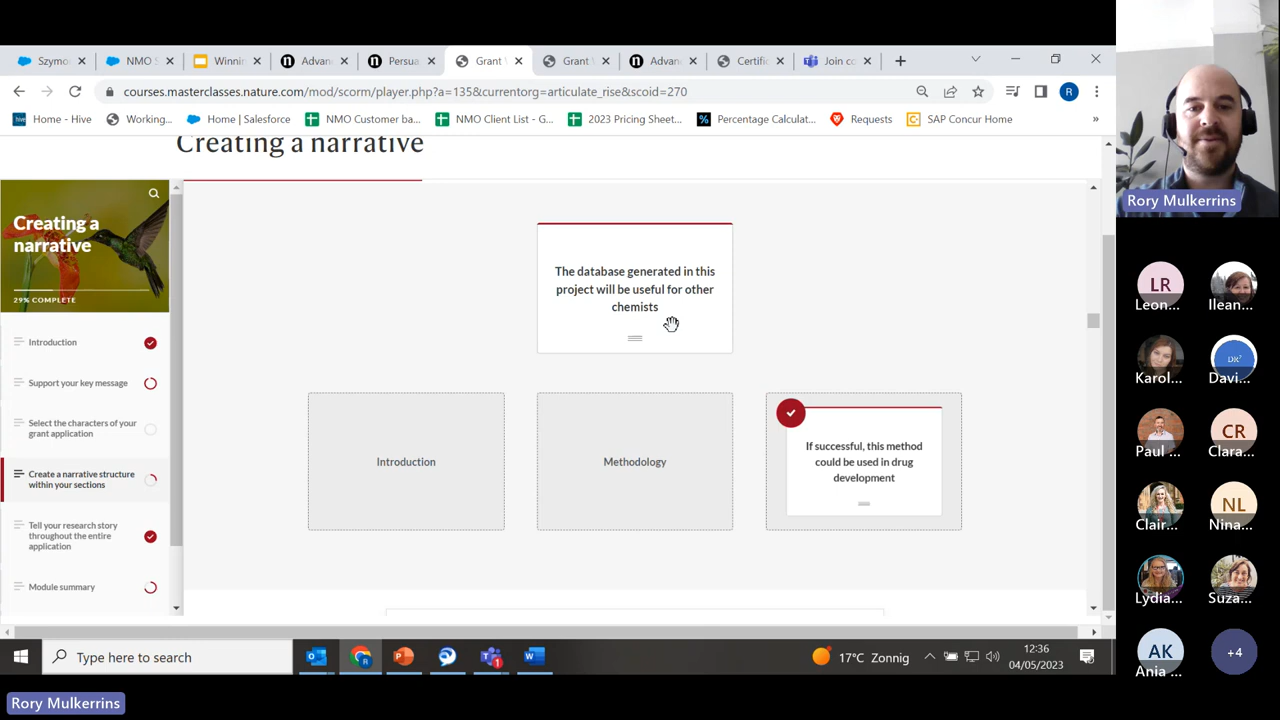 Szymo
NMO S
Winni
Advan
Persua
Grant W
Grant W
Advan
Certifi
Join co
courses.masterclasses.nature.com/mod/scorm/player.php?a=135&currentorg=articulate_rise&scoid=270
R
Home - Hive
Working...
Home | Salesforce
NMO Customer ba...
NMO Client List - G...
2023 Pricing Sheet...
Percentage Calculat...
Requests
SAP Concur Home
»
Creating a narrative
Creating a
narrative
29% COMPLETE
Introduction
Support your key message
Select the characters of your
grant application
Create a narrative structure
within your sections
Tell your research story
throughout the entire
application
Module summary
The database generated in this
project will be useful for other
chemists
Introduction
Methodology
If successful, this method
could be used in drug
development
Type here to search
17°C Zonnig
12:36
04/05/2023
Rory Mulkerrins
Rory Mulkerrins
LR
Leon...
Ilean...
Karol...
DR
Davi...
Paul ...
CR
Clara...
Clair...
NL
Nina...
Lydia...
Suza...
AK
Ania ...
+4